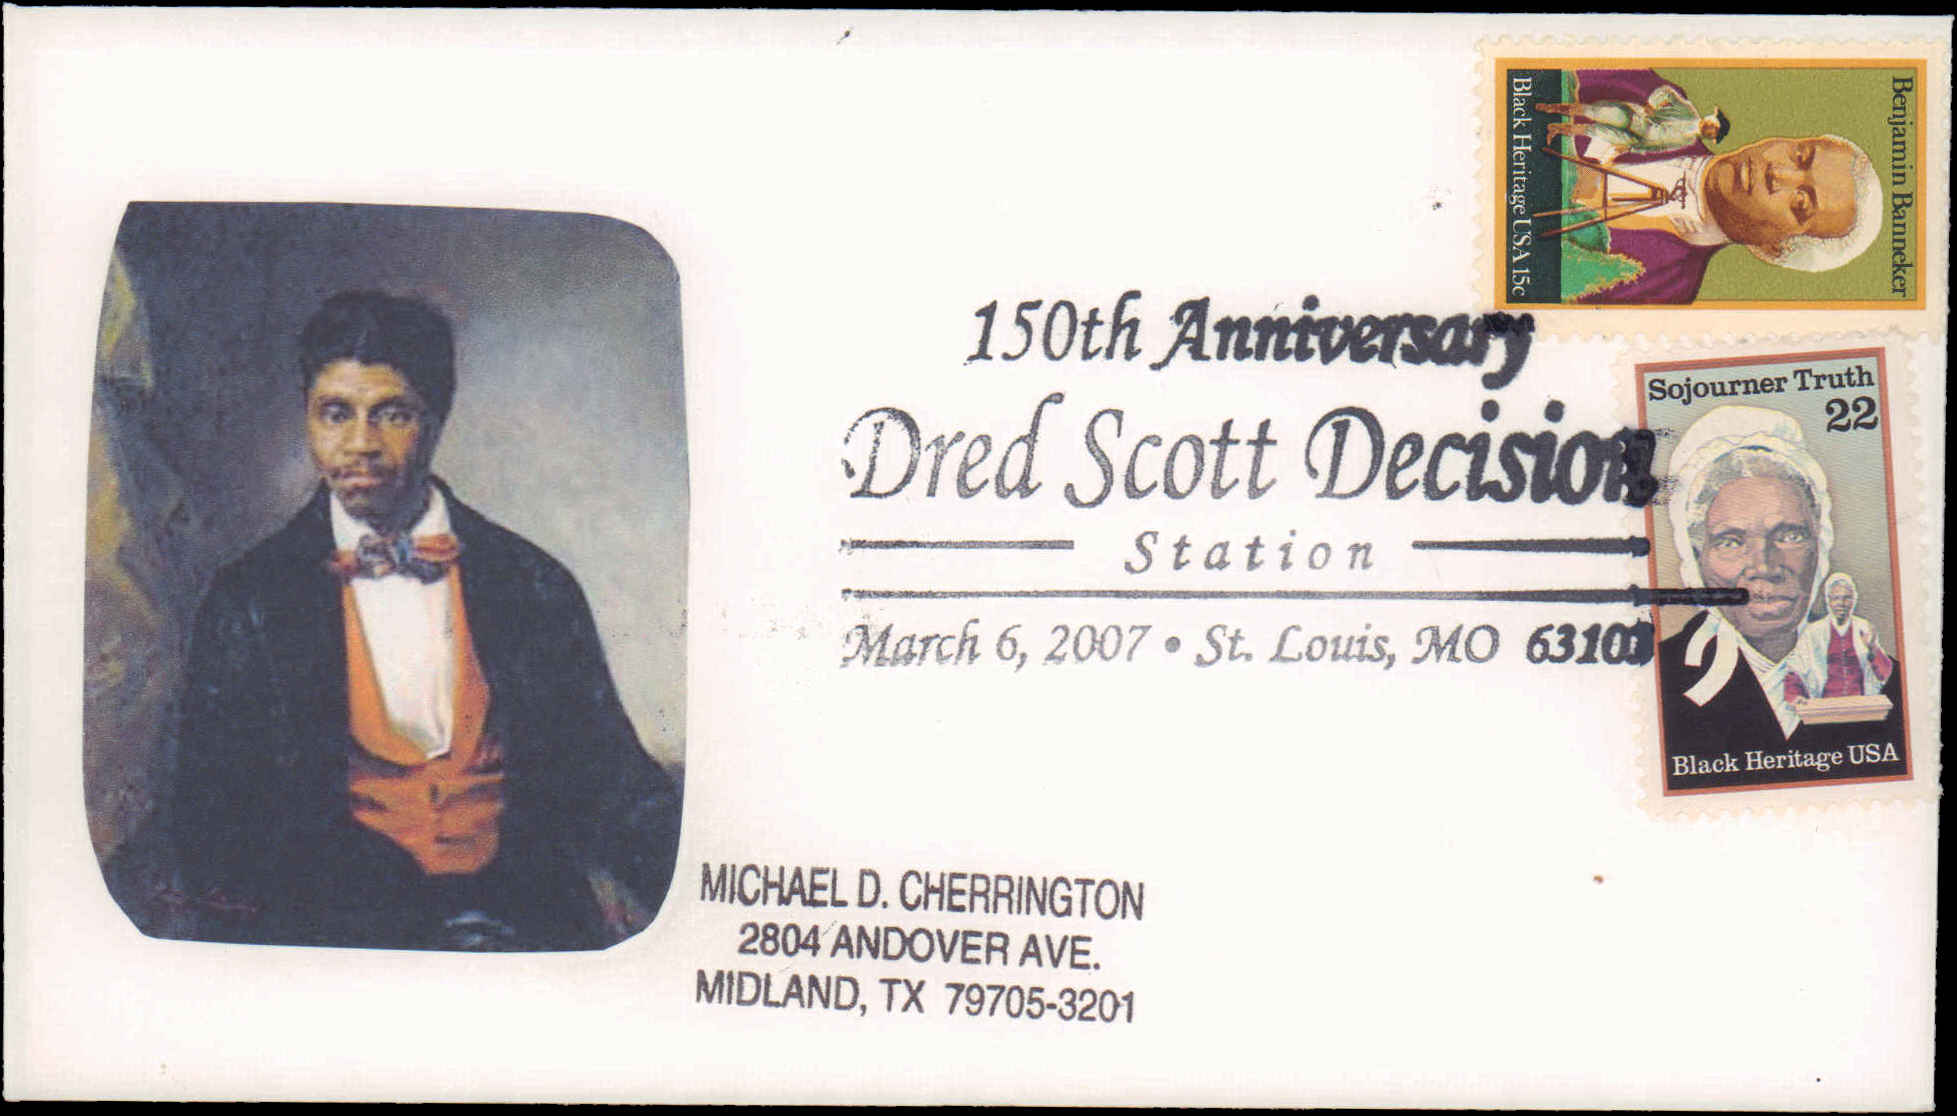 Benjamin Banneker
Black Heritage USA 15c
150th Anniversary
Dred Scott Decision
Station
March 6, 2007 • St. Louis, MO
Sojourner Truth
22
Black Heritage USA
MICHAEL D. CHERRINGTON
2804 ANDOVER AVE.
MIDLAND, TX 79705-3201